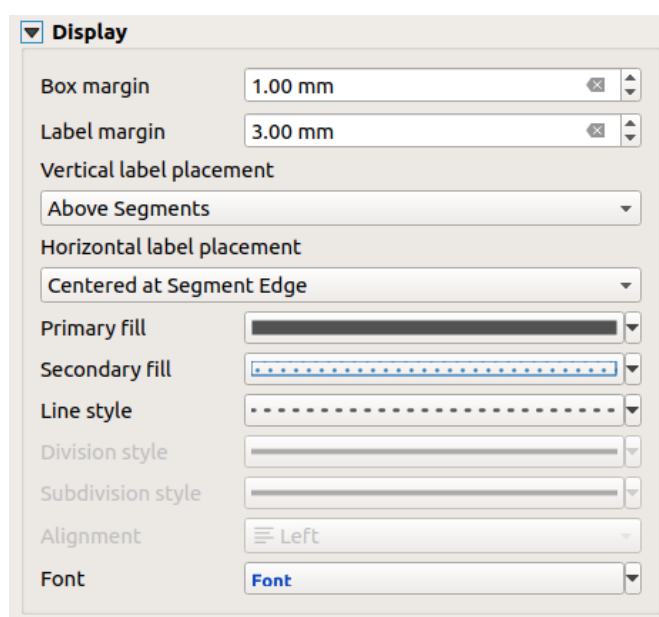 Display
Box margin 1.00 mm
Label margin 3.00 mm
Vertical label placement
Above Segments
Horizontal label placement
Centered at Segment Edge
Primary fill
Secondary fill
Line style
Division style
Subdivision style
Alignment Left
Font Font